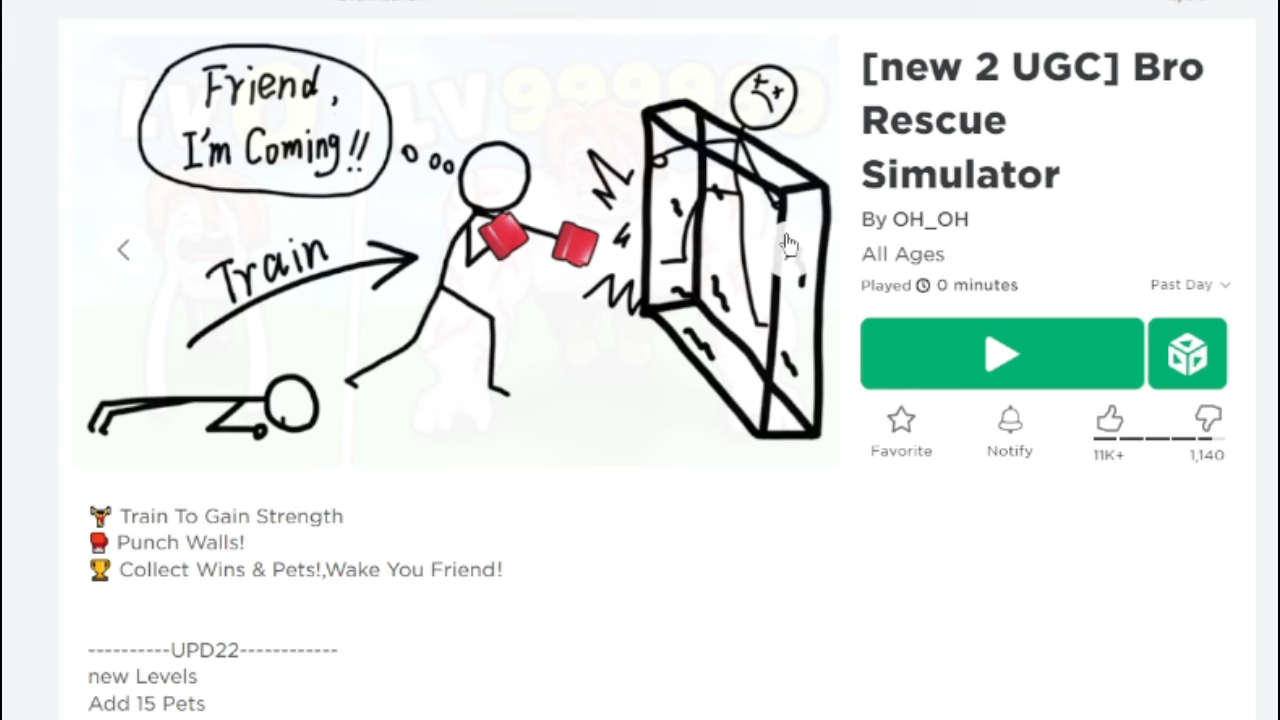 Friend,
I'm Coming!!
Train
[new 2 UGC] Bro
Rescue
Simulator
By OH_OH
All Ages
Played 0 minutes
Past Day
Favorite
Notify
11K+
1,140
Train To Gain Strength
Punch Walls!
Collect Wins & Pets!,Wake You Friend!
----------UPD22------------
new Levels
Add 15 Pets